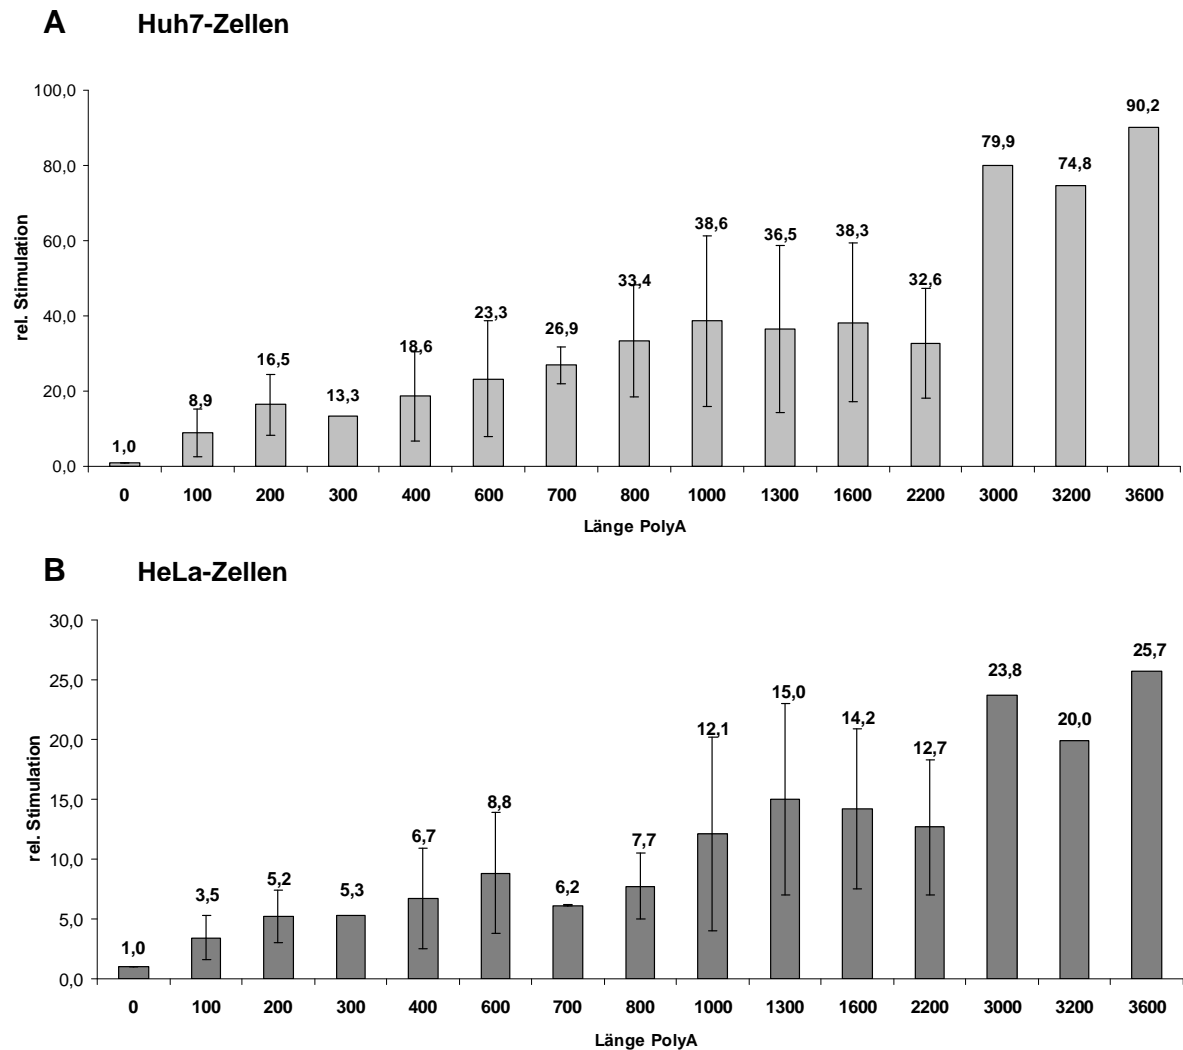 A Huh7-Zellen
100,0
80,0
60,0
40,0
20,0
0,0
rel. Stimulation
1,0 8,9 16,5 13,3 18,6 23,3 26,9 33,4 38,6 36,5 38,3 32,6 79,9 74,8 90,2
0 100 200 300 400 600 700 800 1000 1300 1600 2200 3000 3200 3600
Länge PolyA
B HeLa-Zellen
30,0
25,0
20,0
15,0
10,0
5,0
0,0
rel. Stimulation
1,0 3,5 5,2 5,3 6,7 8,8 6,2 7,7 12,1 15,0 14,2 12,7 23,8 20,0 25,7
0 100 200 300 400 600 700 800 1000 1300 1600 2200 3000 3200 3600
Länge PolyA